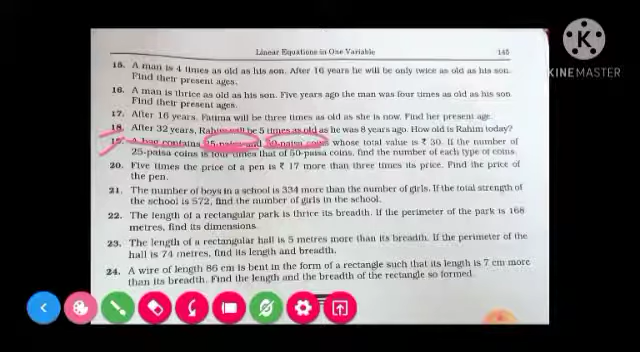 Linear Equations in One Variable 145
15. A man is 4 times as old as his son. After 16 years he will be only twice as old as his son.
Find their present ages.
16. A man is thrice as old as his son. Five years ago the man was four times as old as his son.
Find their present ages.
17. After 16 years, Fatima will be three times as old as she is now. Find her present age.
18. After 32 years, Rahim will be 5 times as old as he was 8 years ago. How old is Rahim today?
19. A bag contains 25-paisa and 50-paisa coins whose total value is ₹ 30. If the number of
25-paisa coins is four times that of 50-paisa coins, find the number of each type of coins.
20. Five times the price of a pen is ₹ 17 more than three times its price. Find the price of
the pen.
21. The number of boys in a school is 334 more than the number of girls. If the total strength
of the school is 572, find the number of girls in the school.
22. The length of a rectangular park is thrice its breadth. If the perimeter of the park is 168
metres, find its dimensions.
23. The length of a rectangular hall is 5 metres more than its breadth. If the perimeter of the
hall is 74 metres, find its length and breadth.
24. A wire of length 86 cm is bent in the form of a rectangle such that its length is 7 cm more
than its breadth. Find the length and the breadth of the rectangle so formed.
K
KINEMASTER